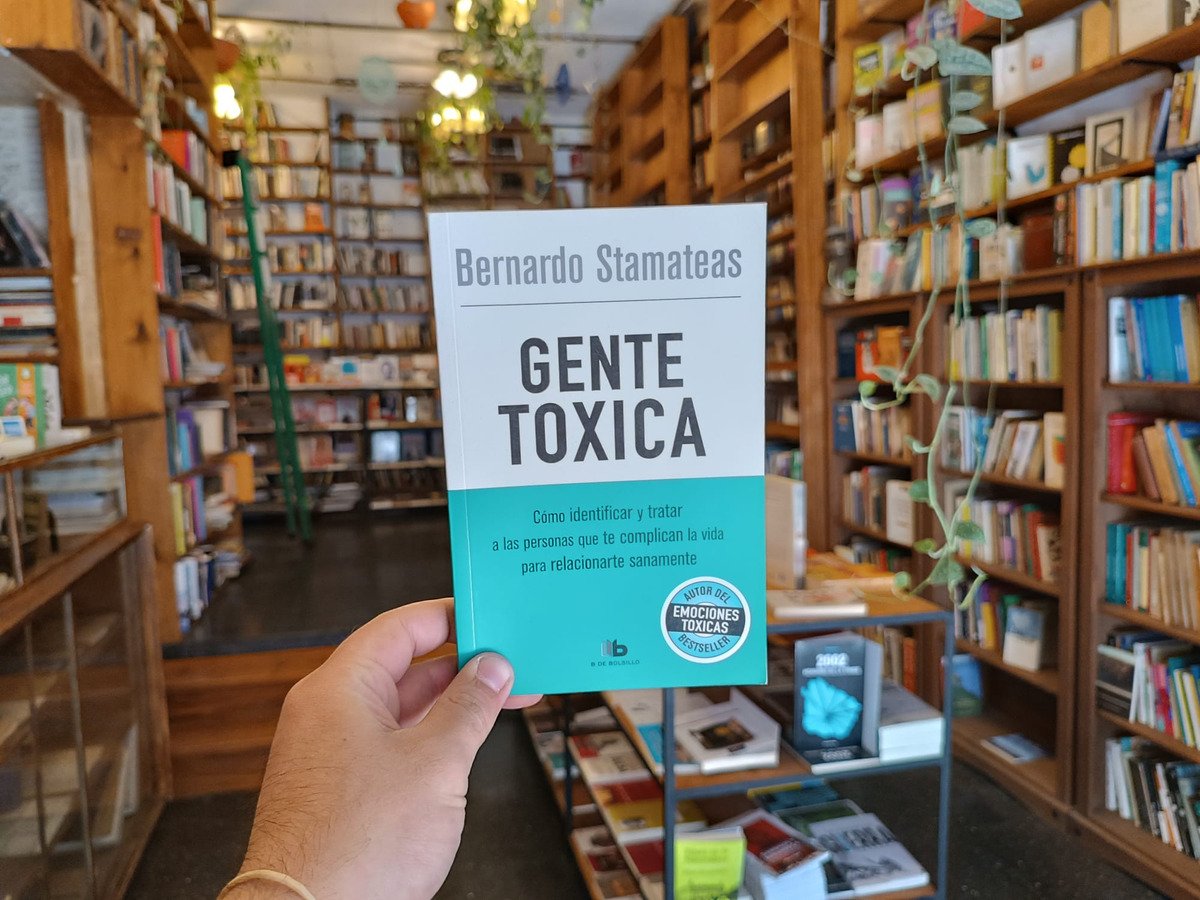 Bernardo Stamateas
GENTE
TOXICA
Cómo identificar y tratar
a las personas que te complican la vida
para relacionarte sanamente
AUTOR DEL
EMOCIONES
TOXICAS
BESTSELLER
b
B DE BOLSILLO
2002